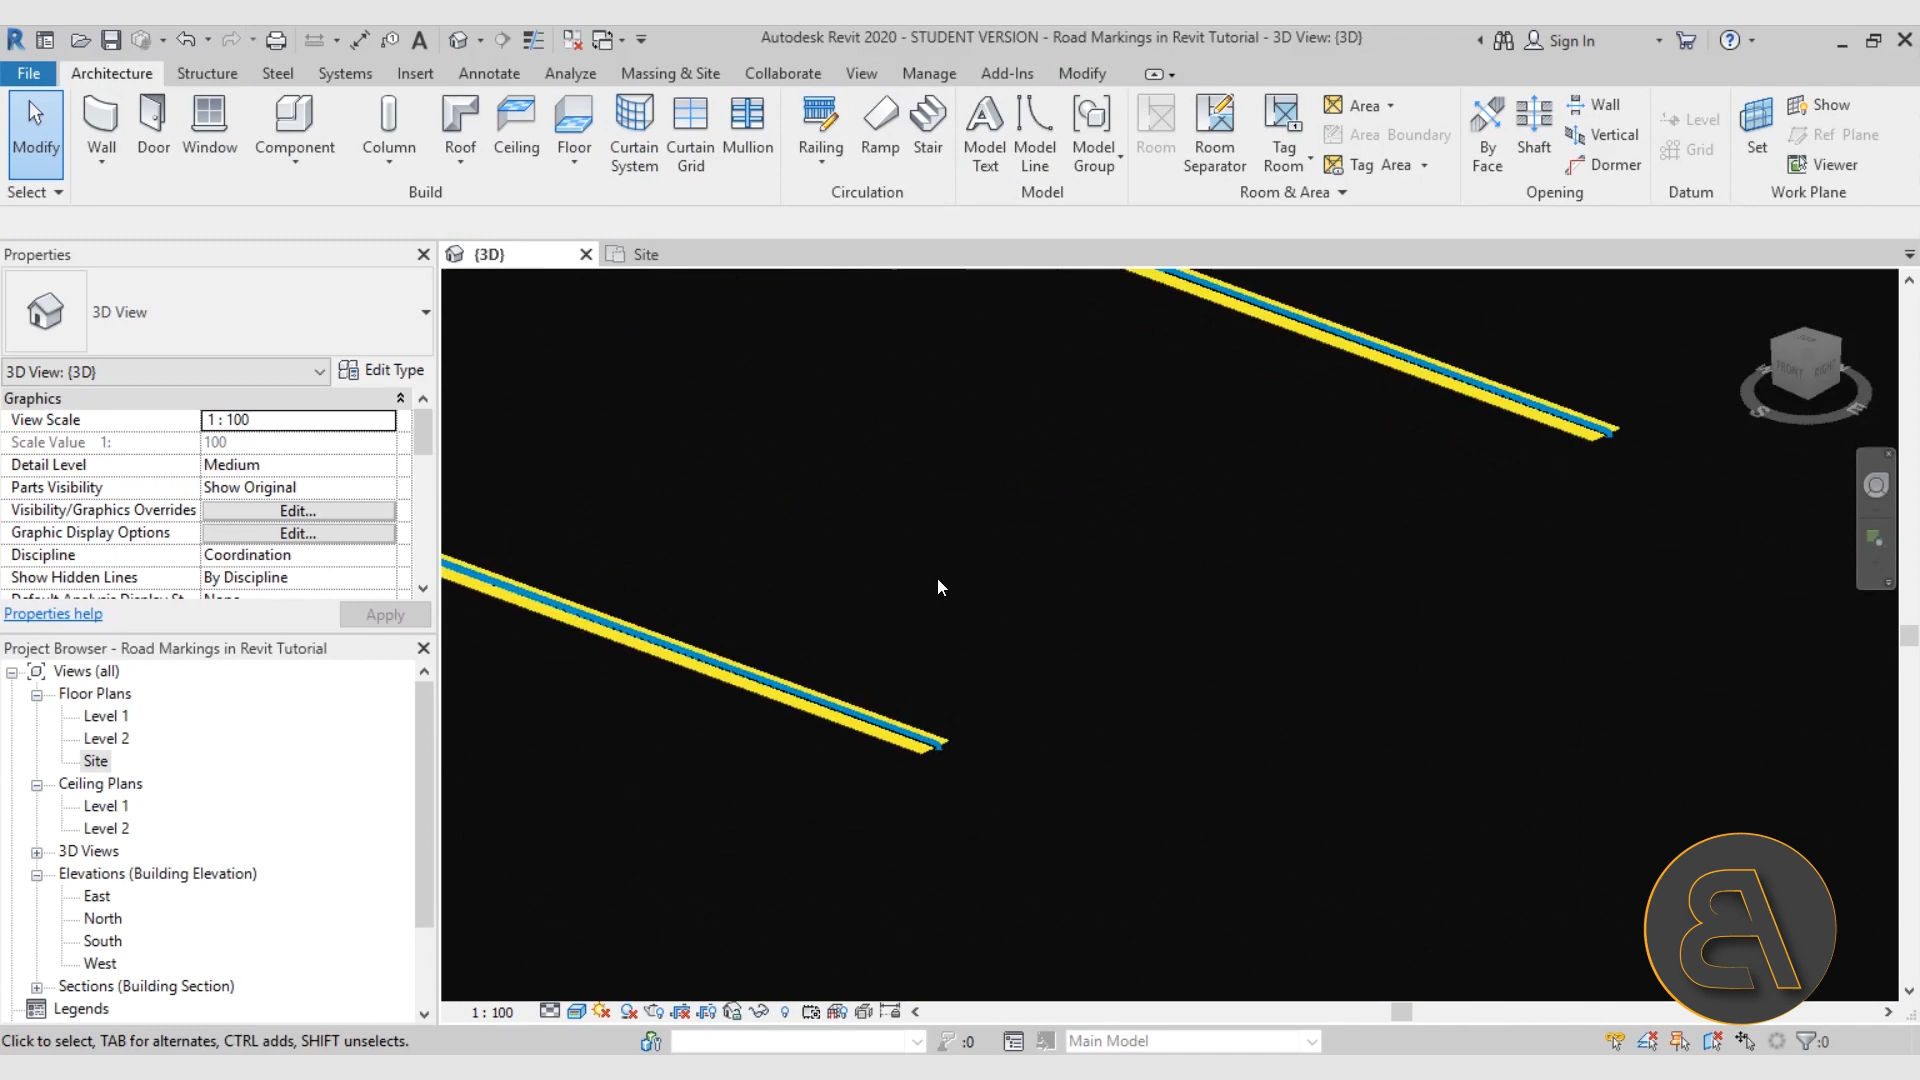 Autodesk Revit 2020 - STUDENT VERSION - Road Markings in Revit Tutorial - 3D View: {3D}
Sign In
File Architecture Structure Steel Systems Insert Annotate Analyze Massing & Site Collaborate View Manage Add-Ins Modify
Modify
Wall
Door
Window
Component
Column
Roof
Ceiling
Floor
Curtain System
Curtain Grid
Mullion
Railing
Ramp
Stair
Model Text
Model Line
Model Group
Room
Room Separator
Tag Room
Area
Area Boundary
Tag Area
By Face
Shaft
Wall
Vertical
Dormer
Level
Grid
Set
Show
Ref Plane
Viewer
Select
Build
Circulation
Model
Room & Area
Opening
Datum
Work Plane
Properties
{3D}
Site
3D View
3D View: {3D}
Edit Type
Graphics
View Scale 1 : 100
Scale Value 1: 100
Detail Level Medium
Parts Visibility Show Original
Visibility/Graphics Overrides Edit...
Graphic Display Options Edit...
Discipline Coordination
Show Hidden Lines By Discipline
Properties help
Apply
Project Browser - Road Markings in Revit Tutorial
Views (all)
Floor Plans
Level 1
Level 2
Site
Ceiling Plans
Level 1
Level 2
3D Views
Elevations (Building Elevation)
East
North
South
West
Sections (Building Section)
Legends
FRONT
RIGHT
S
E
1 : 100
Click to select, TAB for alternates, CTRL adds, SHIFT unselects.
:0
Main Model
:0